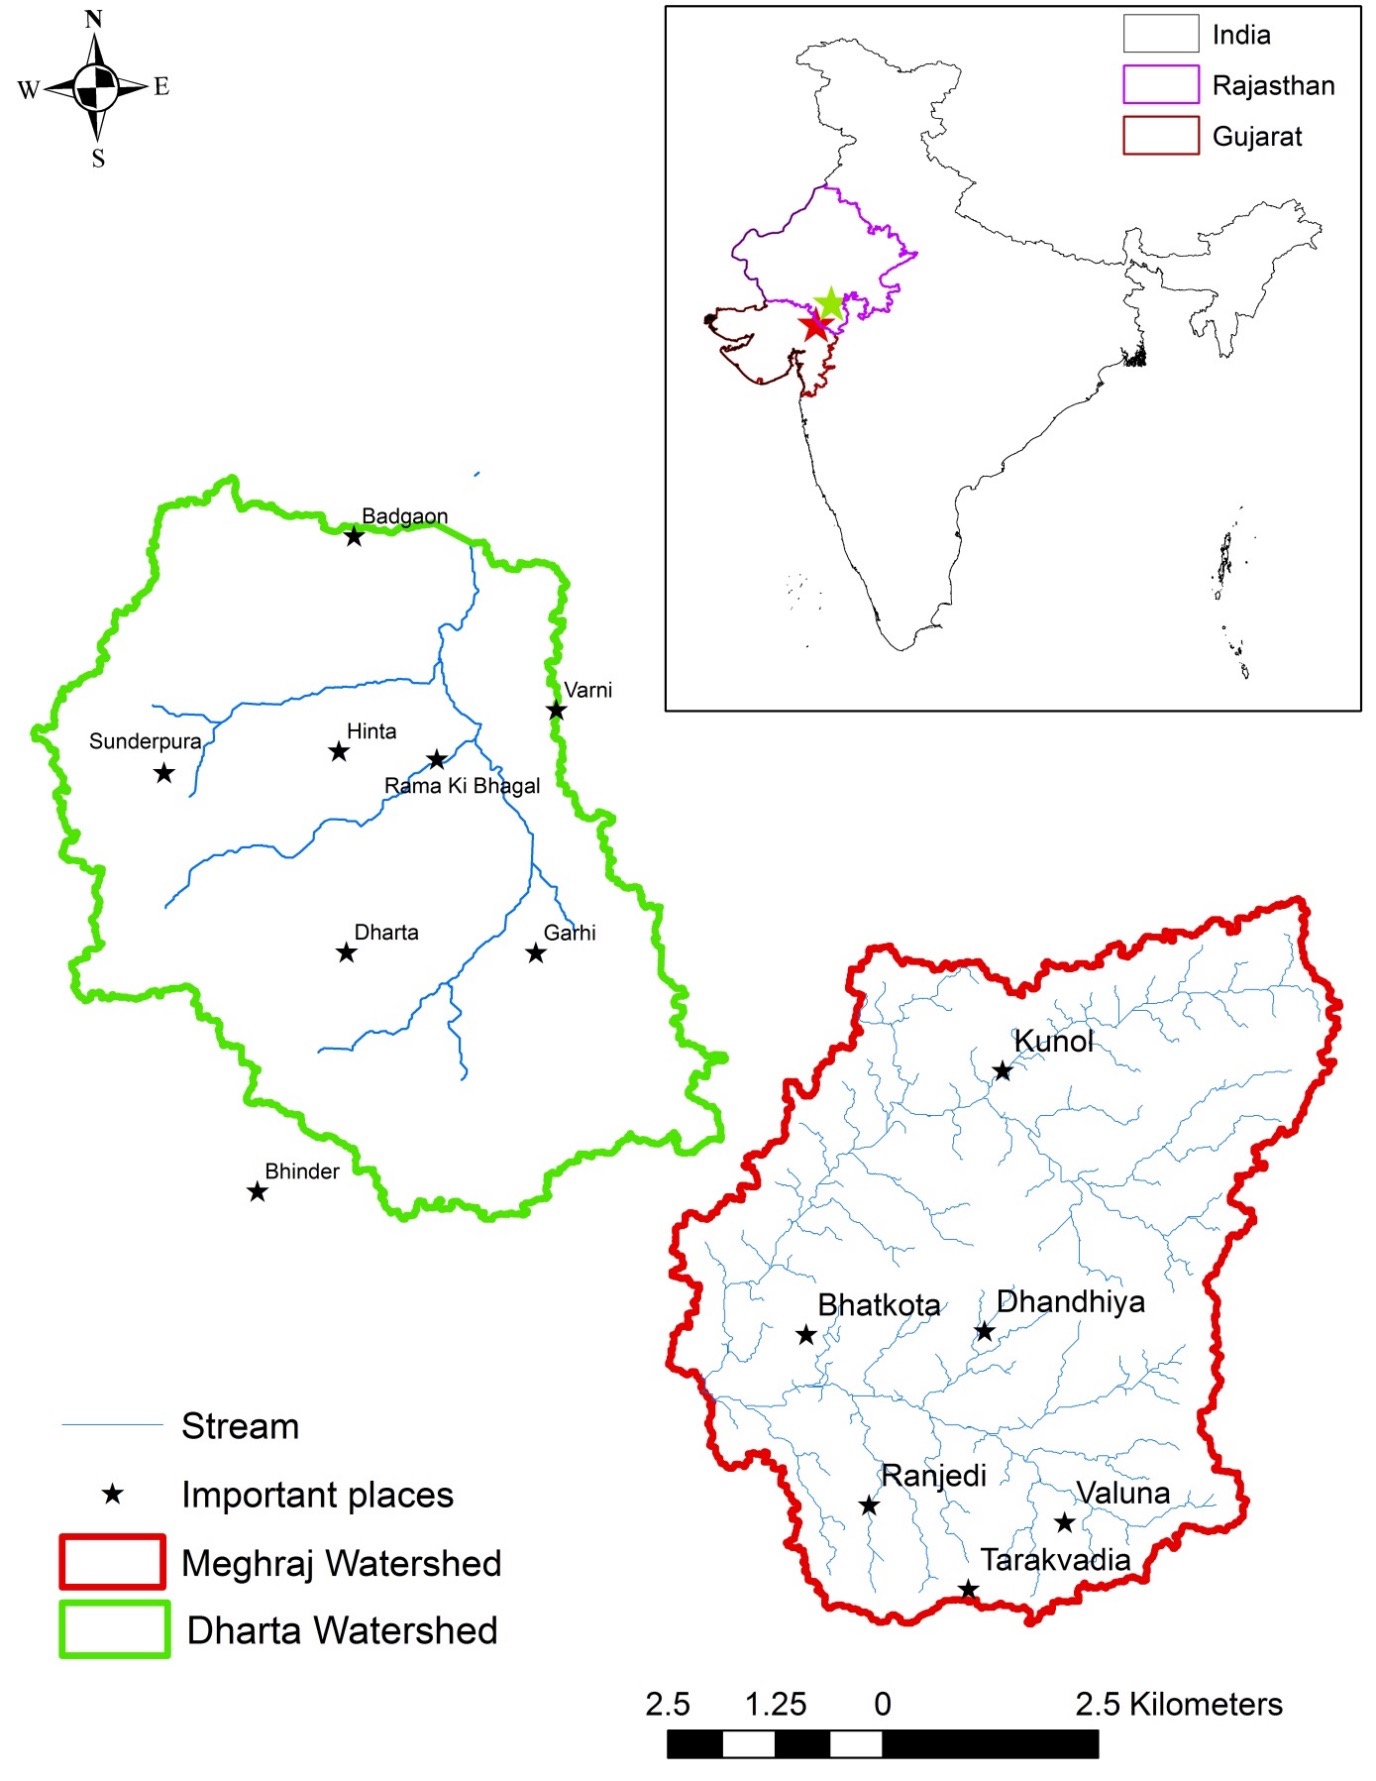 N
W
E
S
India
Rajasthan
Gujarat
Badgaon
Varni
Hinta
Sunderpura
Rama Ki Bhagal
Dharta
Garhi
Bhinder
Kunol
Bhatkota
Dhandhiya
Ranjedi
Valuna
Tarakvadia
Stream
Important places
Meghraj Watershed
Dharta Watershed
2.5 1.25 0 2.5 Kilometers